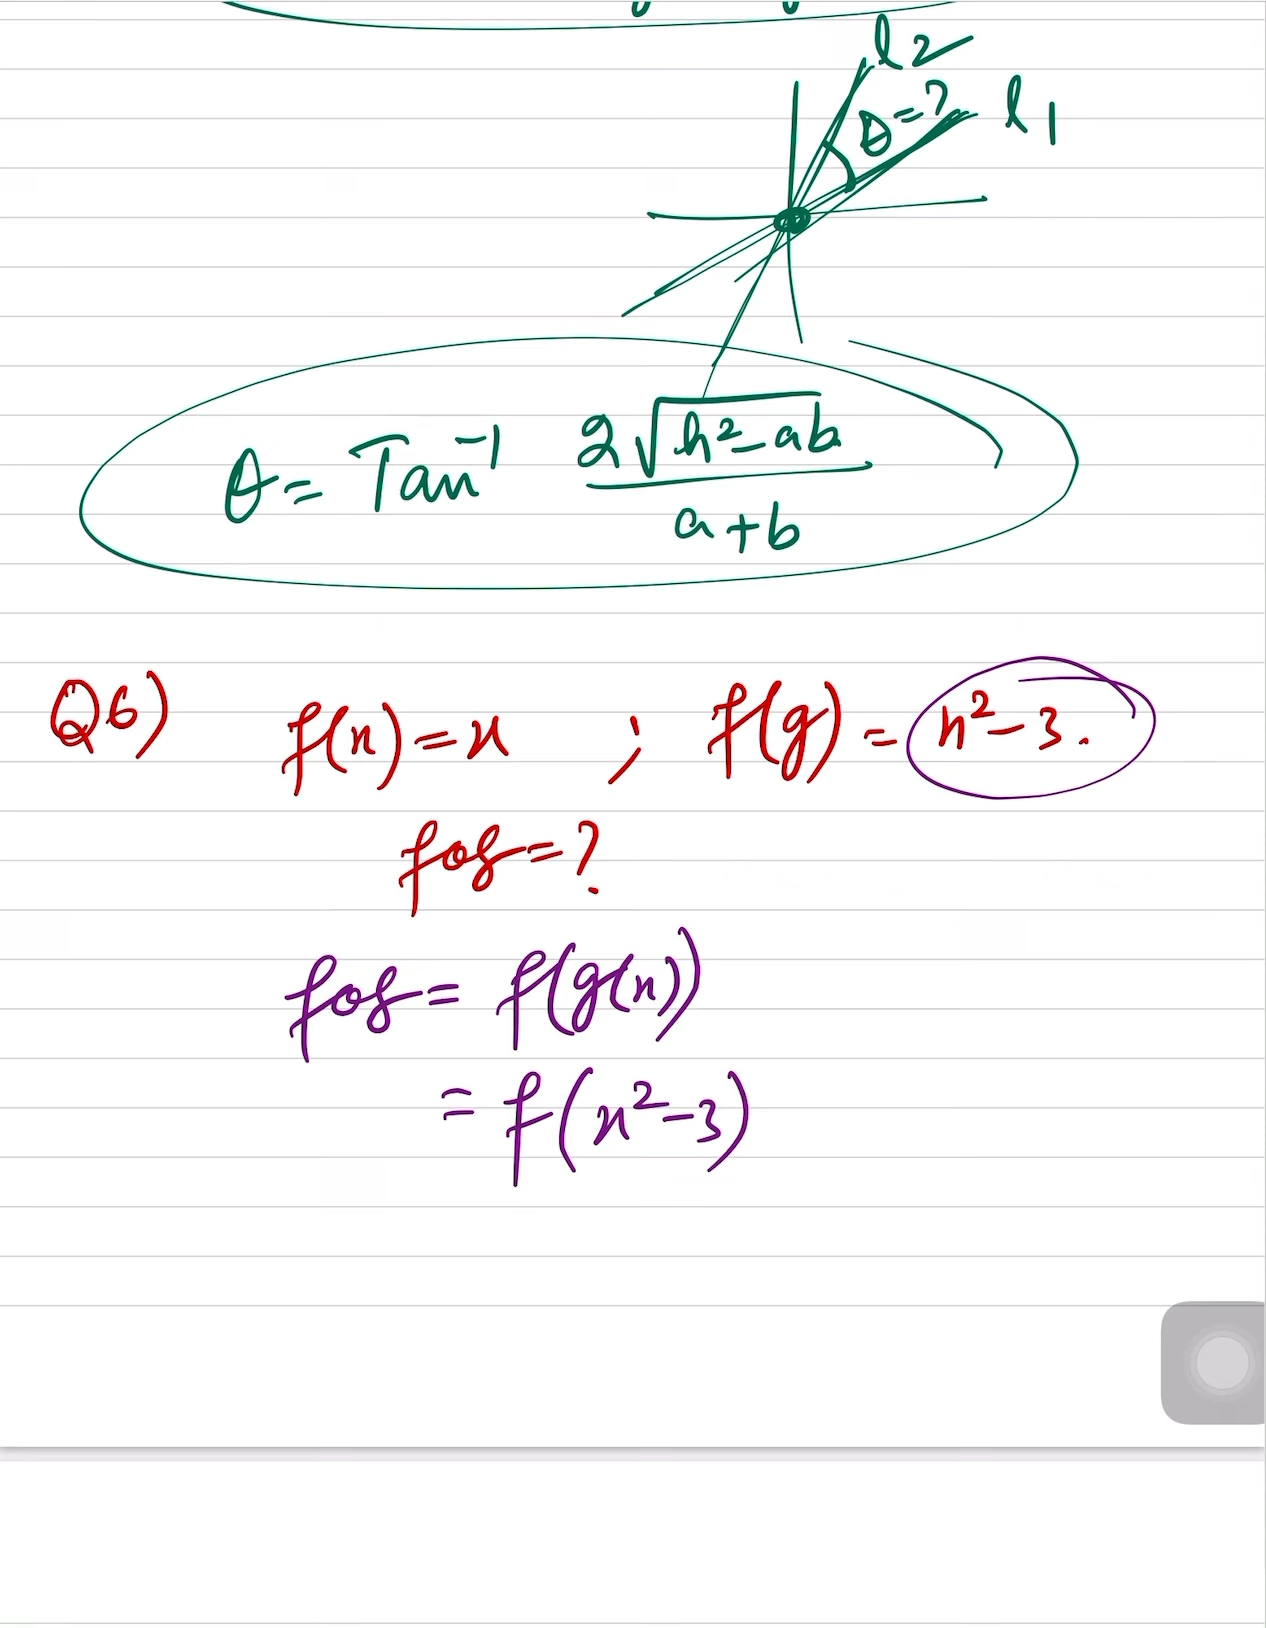 l2
θ=? l1
θ = Tan⁻¹ 2√(h²-ab) / a+b
Q6) f(x)=x ; f(g) = x²-3.
fog=?
fog = f(g(x))
= f(x²-3)